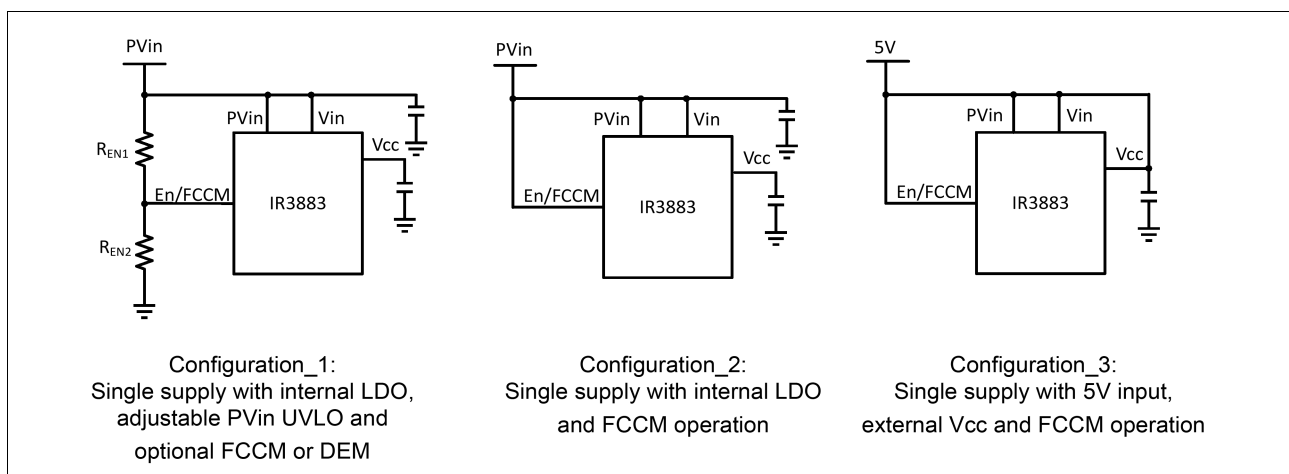 PVin
PVin
Vin
R_EN1
Vcc
En/FCCM
IR3883
R_EN2
Configuration_1:
Single supply with internal LDO,
adjustable PVin UVLO and
optional FCCM or DEM
PVin
PVin
Vin
Vcc
En/FCCM
IR3883
Configuration_2:
Single supply with internal LDO
and FCCM operation
5V
PVin
Vin
Vcc
En/FCCM
IR3883
Configuration_3:
Single supply with 5V input,
external Vcc and FCCM operation